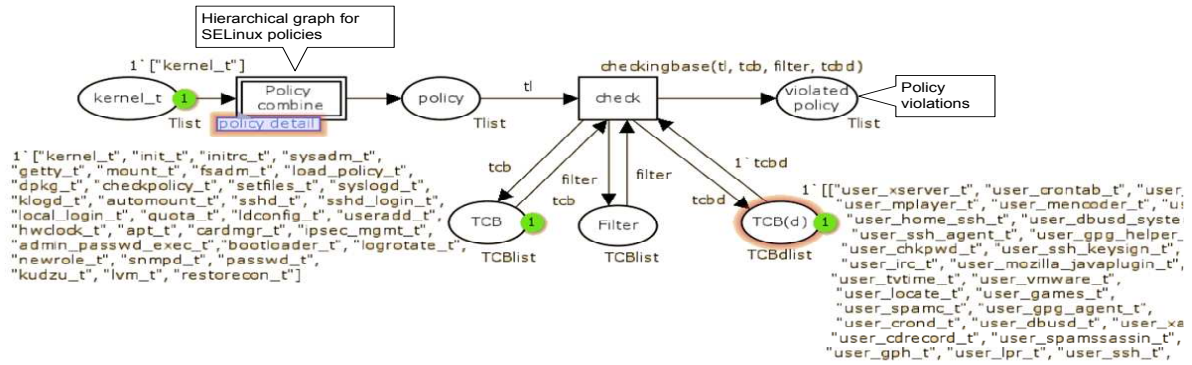 Hierarchical graph for
SELinux policies
1`["kernel_t"]
kernel_t
1
Tlist
Policy
combine
policy detail
policy
Tlist
tl
checkingbase(tl, tcb, filter, tcbd)
check
violated
policy
Tlist
Policy
violations
1`["kernel_t", "init_t", "initrc_t", "sysadm_t",
"getty_t", "mount_t", "fsadm_t", "load_policy_t",
"dpkg_t", "checkpolicy_t", "setfiles_t", "syslogd_t",
"klogd_t", "automount_t", "sshd_t", "sshd_login_t",
"local_login_t", "quota_t", "ldconfig_t", "useradd_t",
"hwclock_t", "apt_t", "cardmgr_t", "ipsec_mgmt_t",
"admin_passwd_exec_t","bootloader_t", "logrotate_t",
"newrole_t", "snmpd_t", "passwd_t",
"kudzu_t", "lvm_t", "restorecon_t"]
tcb
tcb
filter
filter
tcbd
1`tcbd
TCB
1
TCBlist
Filter
TCBlist
TCB(d)
1
TCBdlist
1`[["user_xserver_t", "user_crontab_t", "user_
"user_mplayer_t", "user_mencoder_t", "us
"user_home_ssh_t", "user_dbusd_syste
"user_ssh_agent_t", "user_gpg_helper_
"user_chkpwd_t", "user_ssh_keysign_t",
"user_irc_t", "user_mozilla_javaplugin_t",
"user_tvtime_t", "user_vmware_t",
"user_locate_t", "user_games_t",
"user_spamc_t", "user_gpg_agent_t",
"user_crond_t", "user_dbusd_t", "user_xa
"user_cdrecord_t", "user_spamssassin_t",
"user_gph_t", "user_lpr_t", "user_ssh_t",